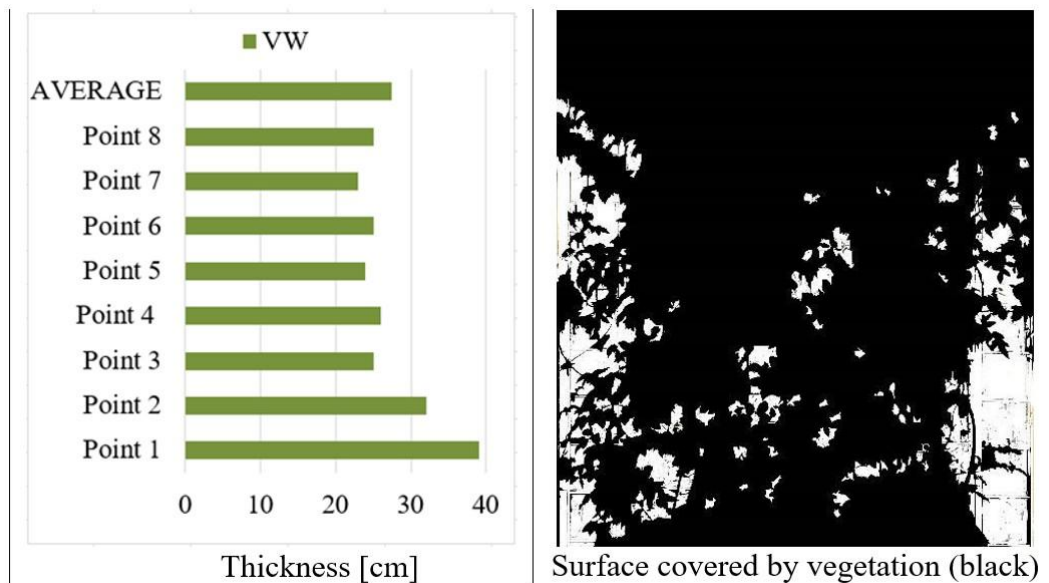 VW
AVERAGE
Point 8
Point 7
Point 6
Point 5
Point 4
Point 3
Point 2
Point 1
0 10 20 30 40
Thickness [cm]
Surface covered by vegetation (black)